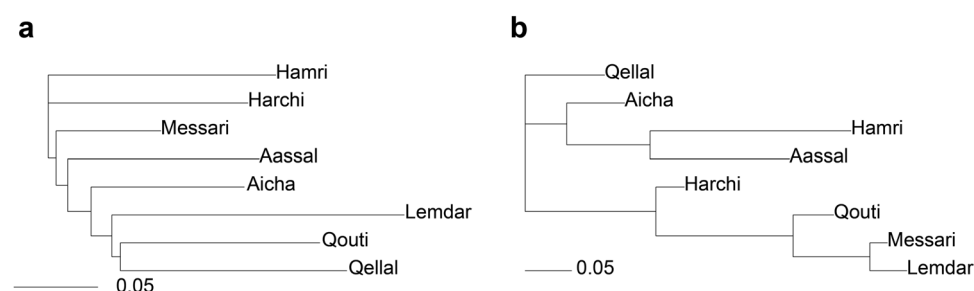 a
Hamri
Harchi
Messari
Aassal
Aicha
Lemdar
Qouti
Qellal
0.05
b
Qellal
Aicha
Hamri
Aassal
Harchi
Qouti
Messari
Lemdar
0.05